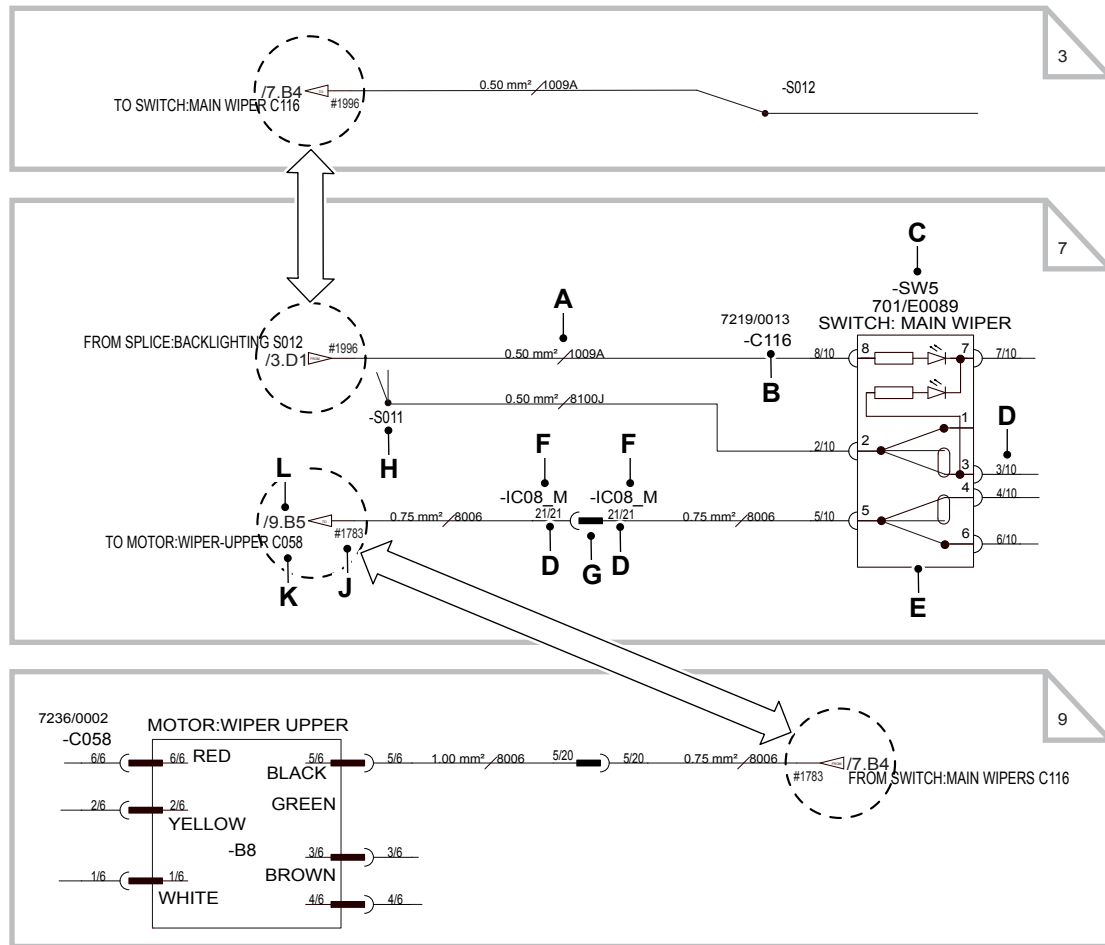 3
/7.B4
0.50 mm² 1009A
-S012
TO SWITCH:MAIN WIPER C116
#1996
7
C
-SW5
701/E0089
SWITCH: MAIN WIPER
A
7219/0013
-C116
FROM SPLICE:BACKLIGHTING S012
/3.D1
#1996
0.50 mm² 1009A
8/10
8
7
7/10
B
0.50 mm² 8100J
-S011
H
1
D
2/10
2
3
3/10
F
F
-IC08_M
-IC08_M
L
/9.B5
0.75 mm² 8006
21/21
21/21
0.75 mm² 8006
5/10
5
4
4/10
6
6/10
TO MOTOR:WIPER-UPPER C058
#1783
K
J
D
G
D
E
9
7236/0002
-C058
MOTOR:WIPER UPPER
6/6
6/6
RED
5/6
5/6
BLACK
1.00 mm² 8006
5/20
5/20
0.75 mm² 8006
#1783
/7.B4
FROM SWITCH:MAIN WIPERS C116
GREEN
2/6
2/6
YELLOW
-B8
3/6
3/6
BROWN
1/6
1/6
WHITE
4/6
4/6